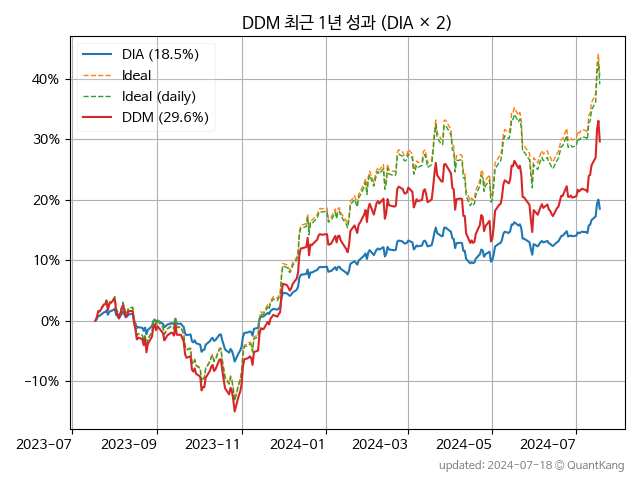 DDM 최근 1년 성과 (DIA × 2)
DIA (18.5%)
Ideal
Ideal (daily)
DDM (29.6%)
40%
30%
20%
10%
0%
−10%
2023-07 2023-09 2023-11 2024-01 2024-03 2024-05 2024-07
updated: 2024-07-18 © QuantKang